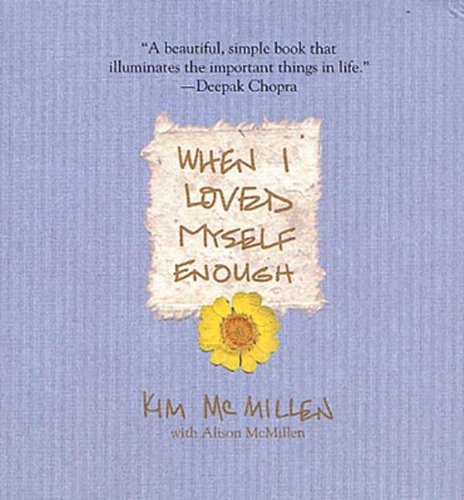 “A beautiful, simple book that
illuminates the important things in life.”
—Deepak Chopra
WHEN I
LOVED
MYSELF
ENOUGH
KIM MCMILLEN
with Alison McMillen